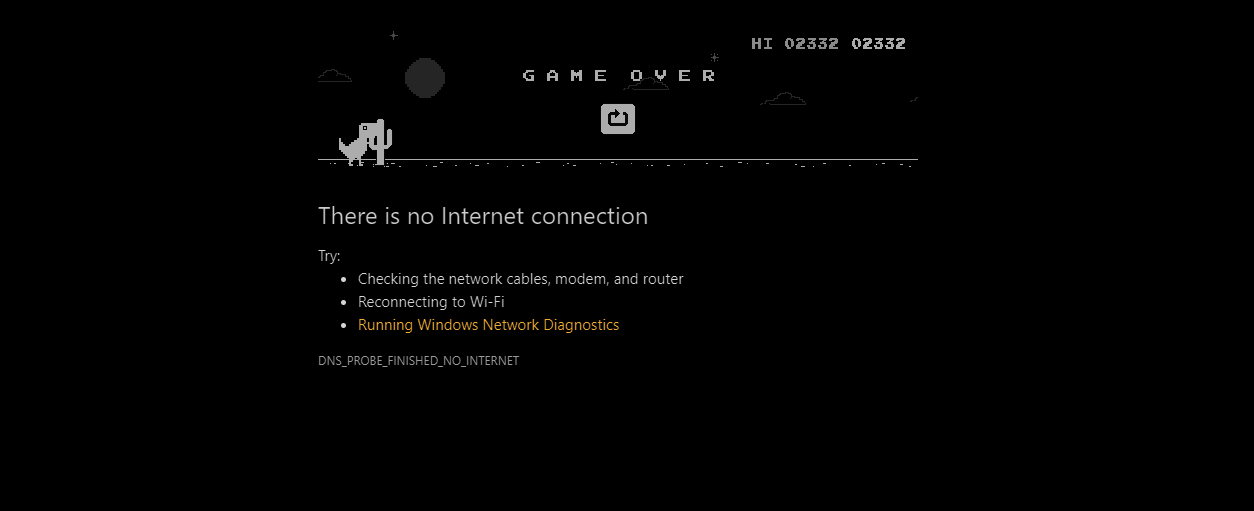 HI 02332 02332
GAME OVER
There is no Internet connection
Try:
Checking the network cables, modem, and router
Reconnecting to Wi-Fi
Running Windows Network Diagnostics
DNS_PROBE_FINISHED_NO_INTERNET